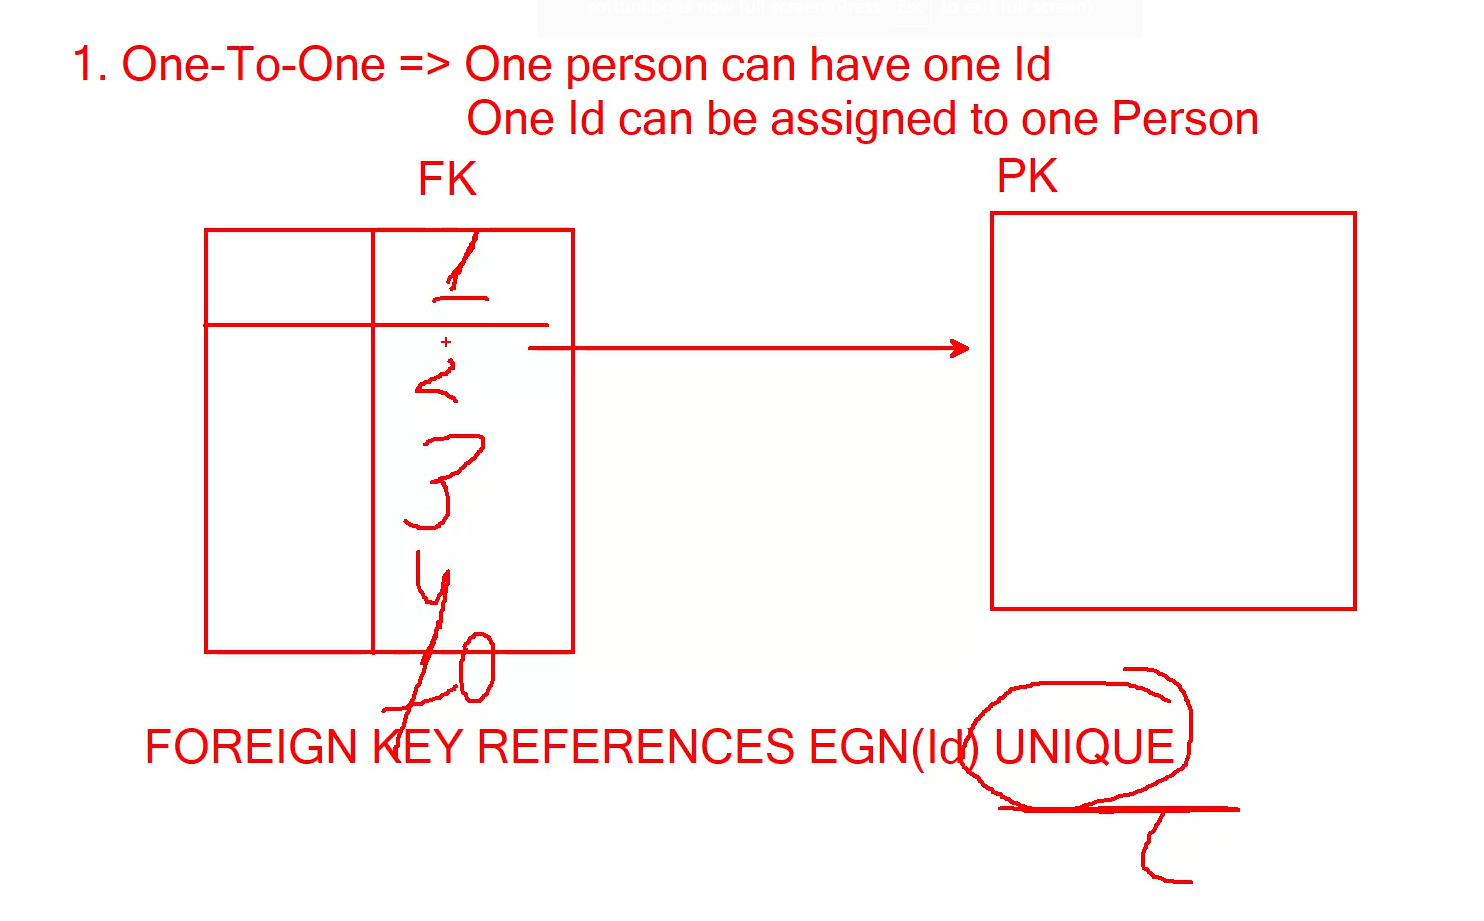 1. One-To-One => One person can have one Id
One Id can be assigned to one Person
FK
PK
1
2
3
4
10
FOREIGN KEY REFERENCES EGN(Id) UNIQUE